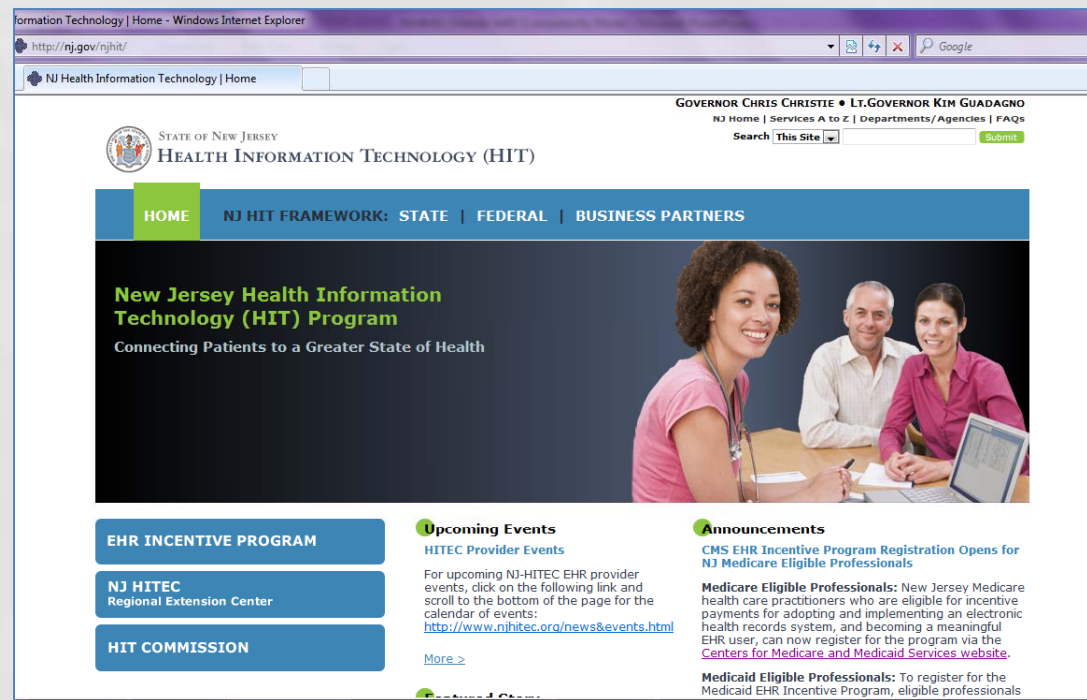 formation Technology | Home - Windows Internet Explorer
http://nj.gov/njhit/
Google
NJ Health Information Technology | Home
GOVERNOR CHRIS CHRISTIE • LT.GOVERNOR KIM GUADAGNO
NJ Home | Services A to Z | Departments/Agencies | FAQs
Search This Site Submit
STATE OF NEW JERSEY
HEALTH INFORMATION TECHNOLOGY (HIT)
HOME NJ HIT FRAMEWORK: STATE | FEDERAL | BUSINESS PARTNERS
New Jersey Health Information
Technology (HIT) Program
Connecting Patients to a Greater State of Health
EHR INCENTIVE PROGRAM
NJ HITEC
Regional Extension Center
HIT COMMISSION
Upcoming Events
HITEC Provider Events
For upcoming NJ-HITEC EHR provider
events, click on the following link and
scroll to the bottom of the page for the
calendar of events:
http://www.njhitec.org/news&events.html
More >
Featured Story
Announcements
CMS EHR Incentive Program Registration Opens for
NJ Medicare Eligible Professionals
Medicare Eligible Professionals: New Jersey Medicare
health care practitioners who are eligible for incentive
payments for adopting and implementing an electronic
health records system, and becoming a meaningful
EHR user, can now register for the program via the
Centers for Medicare and Medicaid Services website.
Medicaid Eligible Professionals: To register for the
Medicaid EHR Incentive Program, eligible professionals